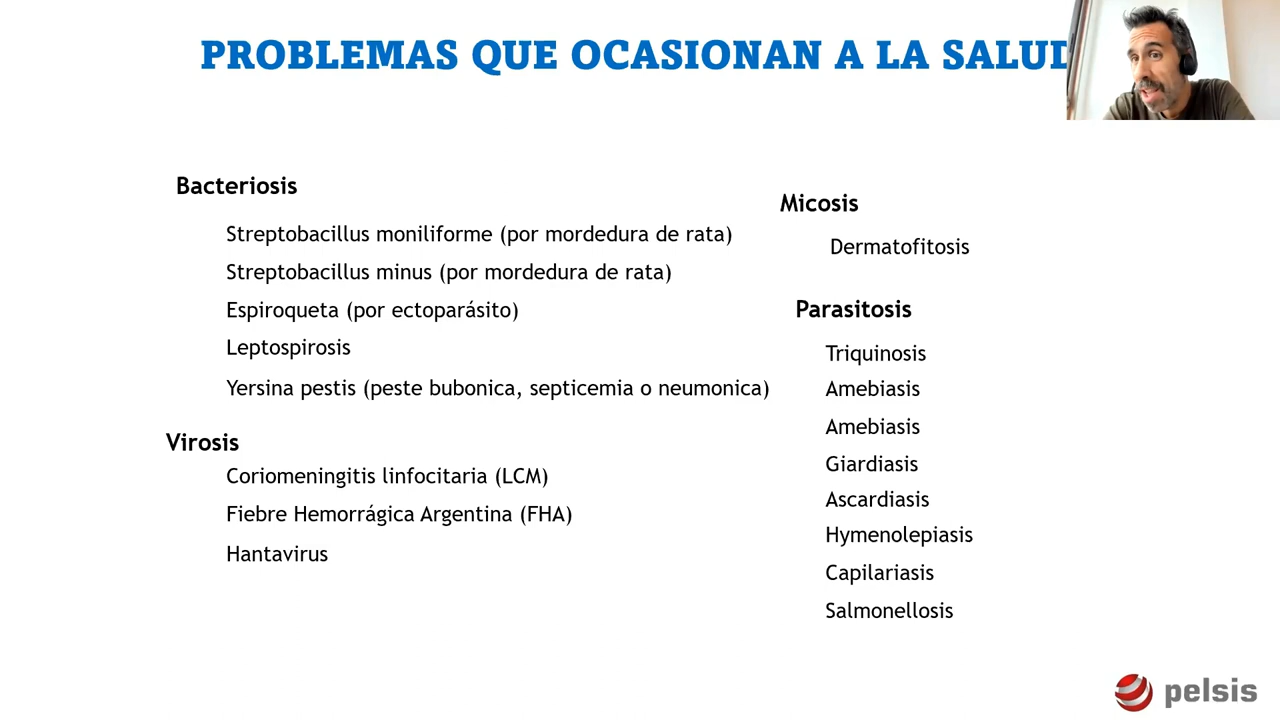 PROBLEMAS QUE OCASIONAN A LA SALUD
Bacteriosis
Streptobacillus moniliforme (por mordedura de rata)
Streptobacillus minus (por mordedura de rata)
Espiroqueta (por ectoparásito)
Leptospirosis
Yersina pestis (peste bubonica, septicemia o neumonica)
Virosis
Coriomeningitis linfocitaria (LCM)
Fiebre Hemorrágica Argentina (FHA)
Hantavirus
Micosis
Dermatofitosis
Parasitosis
Triquinosis
Amebiasis
Amebiasis
Giardiasis
Ascardiasis
Hymenolepiasis
Capilariasis
Salmonellosis
pelsis